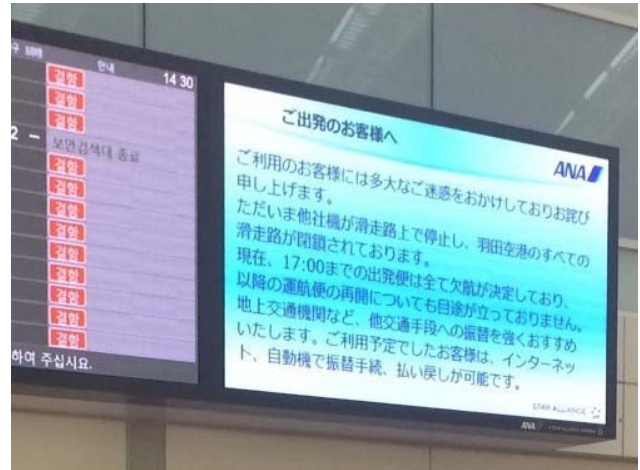 안내
14 30
결항
결항
결항
2 - 보안검색대 종료
결항
결항
결항
결항
결항
결항
결항
결항
결항
하여 주십시요.
ご出発のお客様へ
ANA
ご利用のお客様には多大なご迷惑をおかけしておりお詫び
申し上げます。
ただいま他社機が滑走路上で停止し、羽田空港のすべての
滑走路が閉鎖されております。
現在、17:00までの出発便は全て欠航が決定しており、
以降の運航便の再開についても目途が立っておりません。
地上交通機関など、他交通手段への振替を強くおすすめ
いたします。ご利用予定でしたお客様は、インターネッ
ト、自動機で振替手続、払い戻しが可能です。
STAR ALLIANCE
ANA